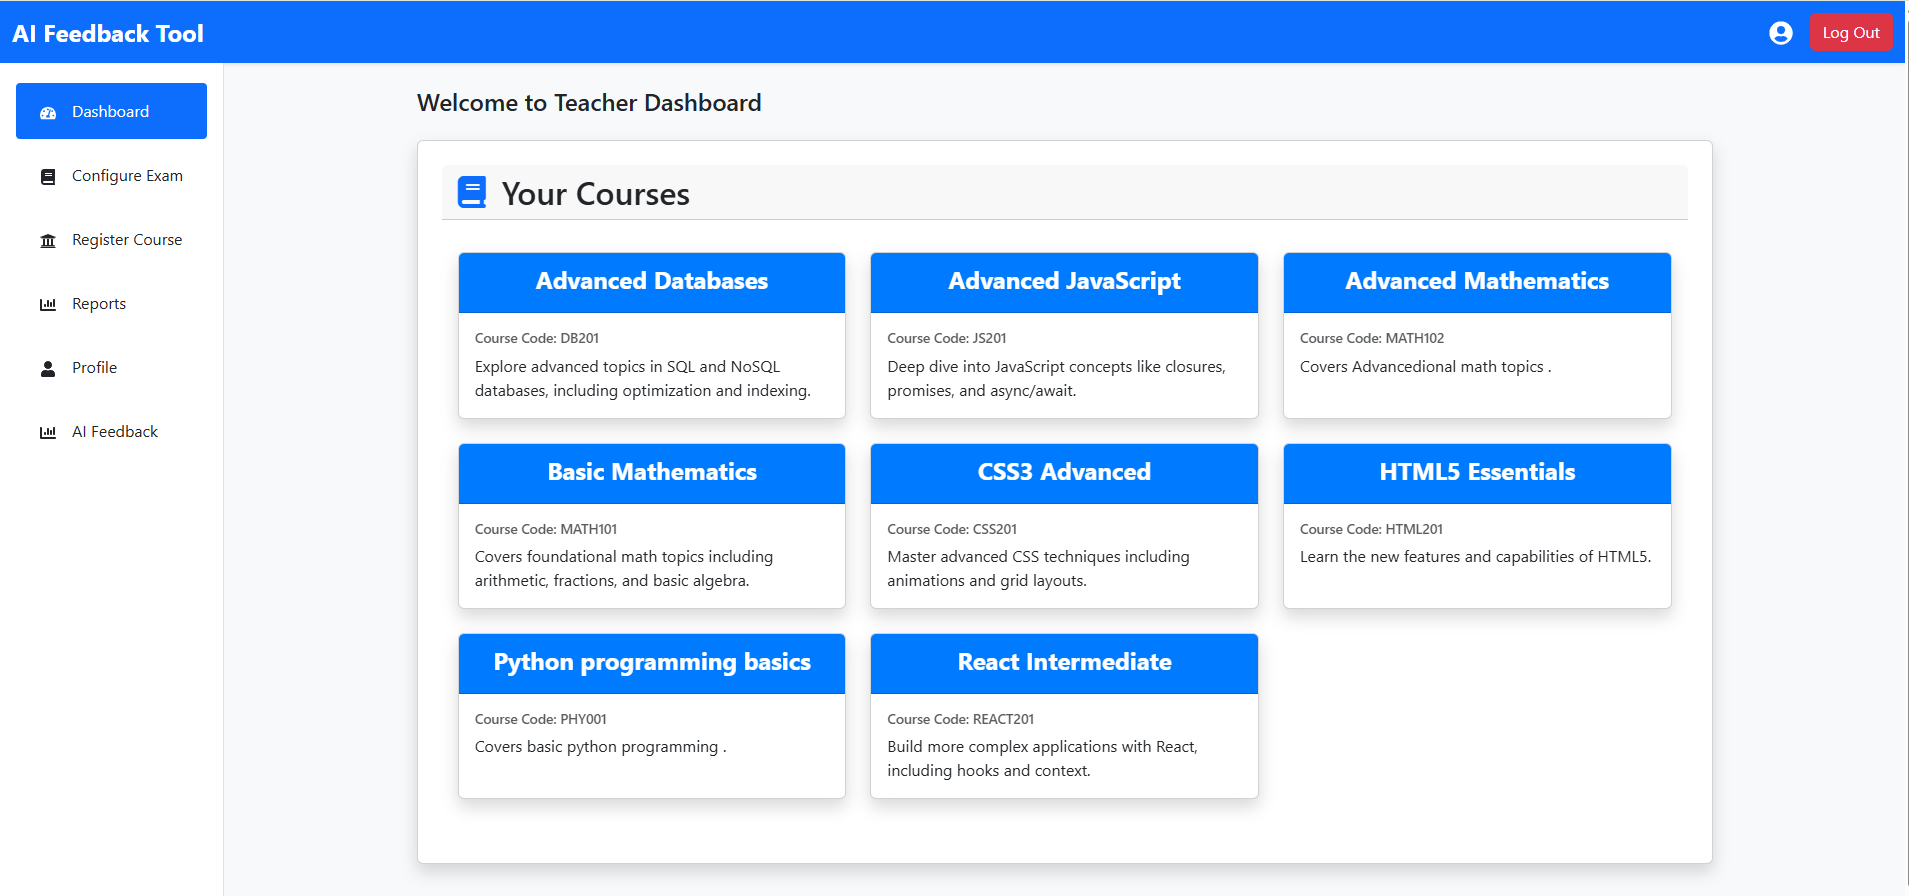 AI Feedback Tool
Log Out
Dashboard
Configure Exam
Register Course
Reports
Profile
AI Feedback
Welcome to Teacher Dashboard
Your Courses
Advanced Databases
Course Code: DB201
Explore advanced topics in SQL and NoSQL
databases, including optimization and indexing.
Advanced JavaScript
Course Code: JS201
Deep dive into JavaScript concepts like closures,
promises, and async/await.
Advanced Mathematics
Course Code: MATH102
Covers Advancedional math topics .
Basic Mathematics
Course Code: MATH101
Covers foundational math topics including
arithmetic, fractions, and basic algebra.
CSS3 Advanced
Course Code: CSS201
Master advanced CSS techniques including
animations and grid layouts.
HTML5 Essentials
Course Code: HTML201
Learn the new features and capabilities of HTML5.
Python programming basics
Course Code: PHY001
Covers basic python programming .
React Intermediate
Course Code: REACT201
Build more complex applications with React,
including hooks and context.